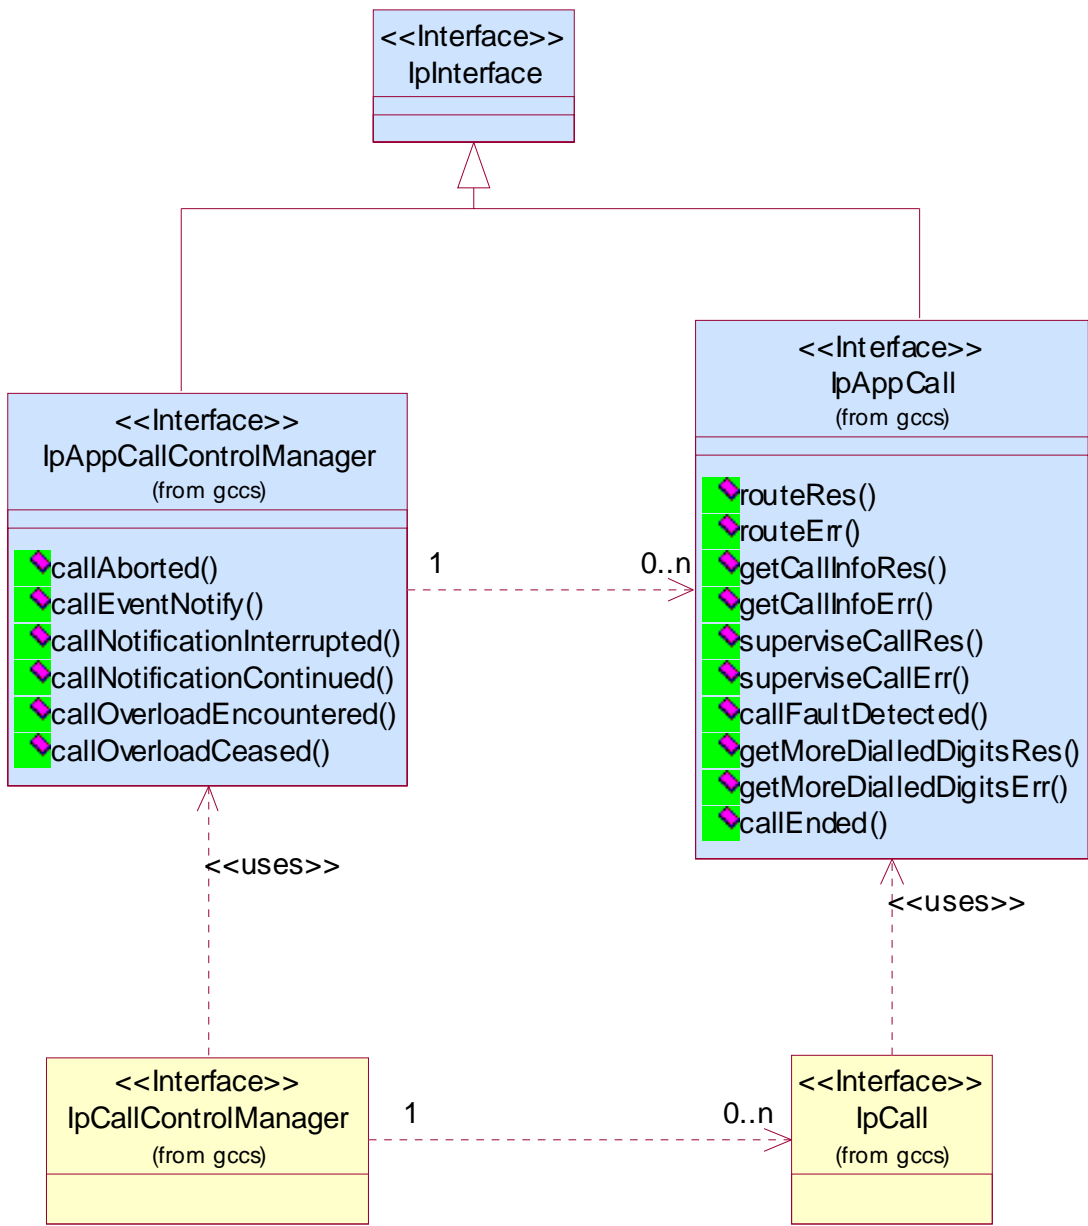 <<Interface>>
IpInterface
<<Interface>>
IpAppCallControlManager
(from gccs)
callAborted()
callEventNotify()
callNotificationInterrupted()
callNotificationContinued()
callOverloadEncountered()
callOverloadCeased()
1
0..n
<<Interface>>
IpAppCall
(from gccs)
routeRes()
routeErr()
getCallInfoRes()
getCallInfoErr()
superviseCallRes()
superviseCallErr()
callFaultDetected()
getMoreDialledDigitsRes()
getMoreDialledDigitsErr()
callEnded()
<<uses>>
<<uses>>
<<Interface>>
IpCallControlManager
(from gccs)
1
0..n
<<Interface>>
IpCall
(from gccs)